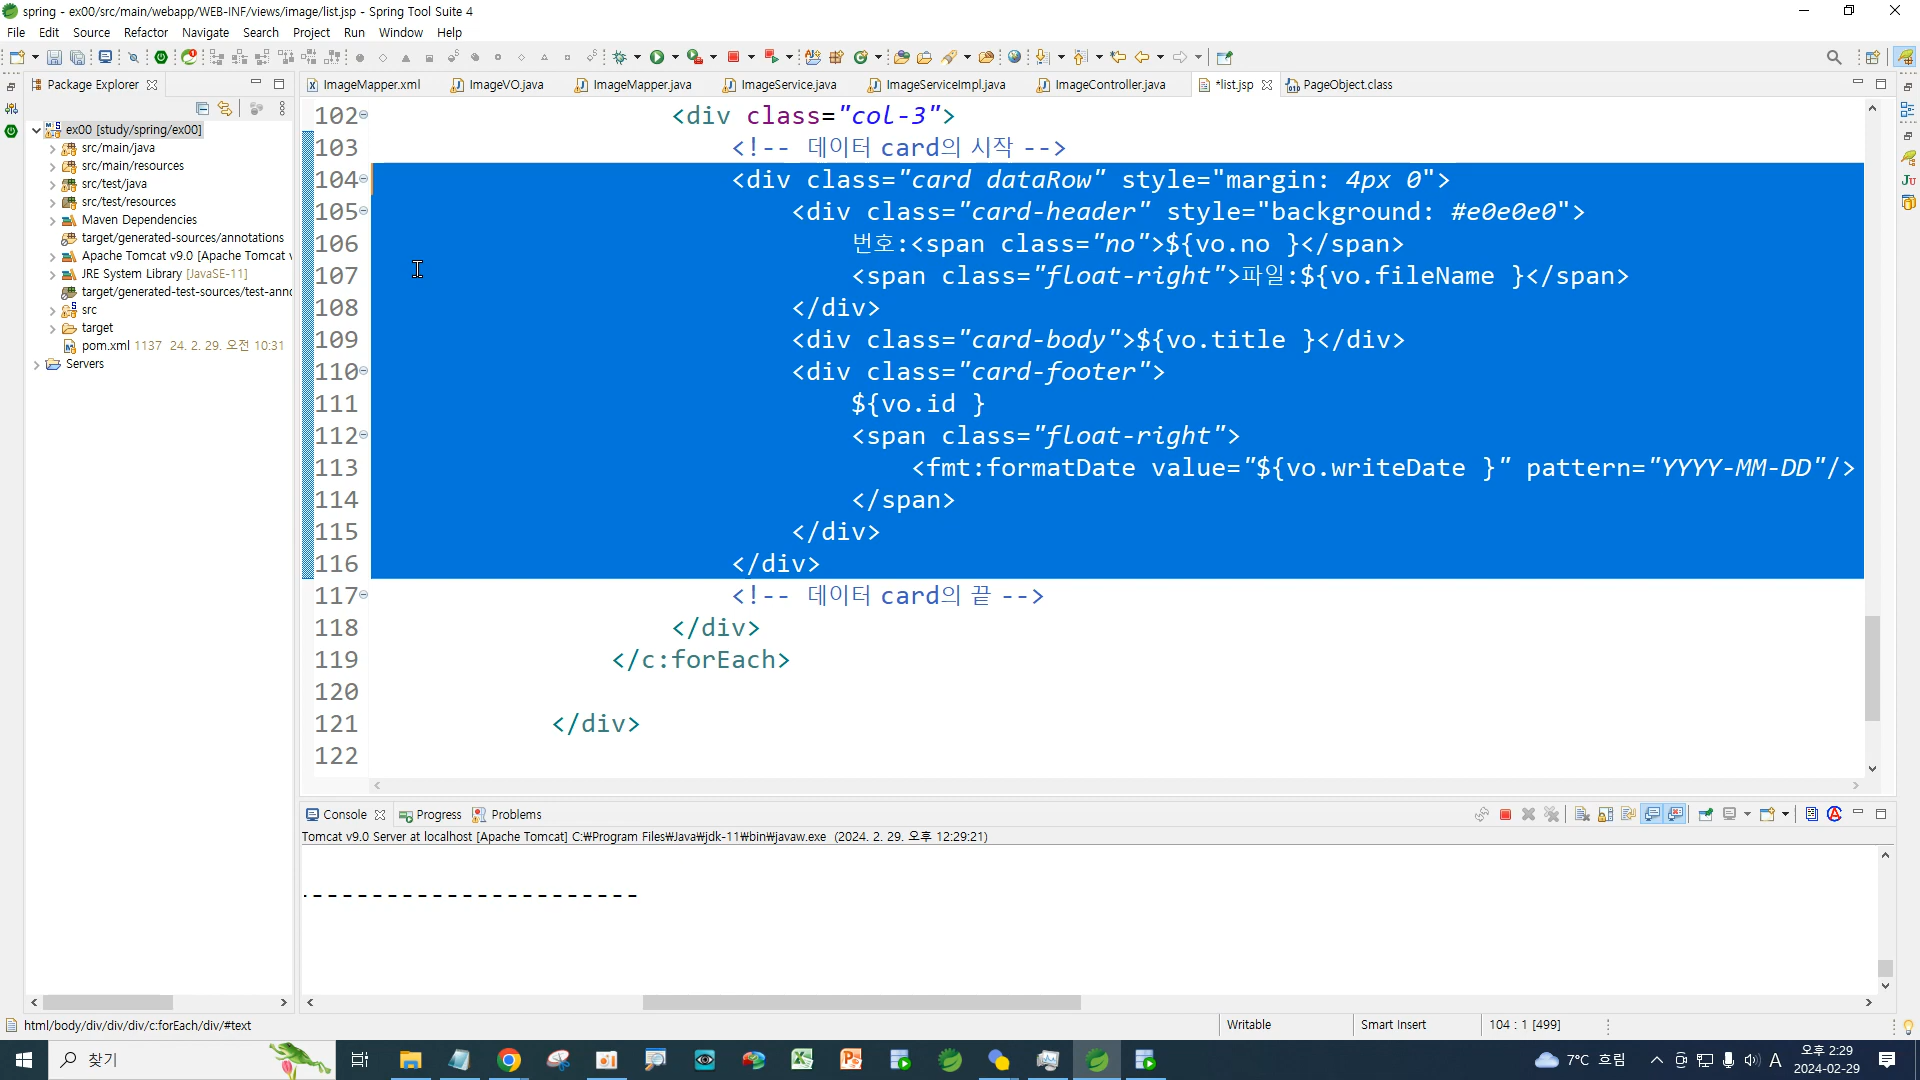 spring - ex00/src/main/webapp/WEB-INF/views/image/list.jsp - Spring Tool Suite 4
File Edit Source Refactor Navigate Search Project Run Window Help
Package Explorer
ImageMapper.xml ImageVO.java ImageMapper.java ImageService.java ImageServiceImpl.java ImageController.java *list.jsp PageObject.class
ex00 [study/spring/ex00]
src/main/java
src/main/resources
src/test/java
src/test/resources
Maven Dependencies
target/generated-sources/annotations
Apache Tomcat v9.0 [Apache Tomcat v
JRE System Library [JavaSE-11]
target/generated-test-sources/test-anno
src
target
pom.xml 1137 24. 2. 29. 오전 10:31
Servers
102 <div class="col-3">
103 <!-- 데이터 card의 시작 -->
104 <div class="card dataRow" style="margin: 4px 0">
105 <div class="card-header" style="background: #e0e0e0">
106 번호:<span class="no">${vo.no }</span>
107 <span class="float-right">파일:${vo.fileName }</span>
108 </div>
109 <div class="card-body">${vo.title }</div>
110 <div class="card-footer">
111 ${vo.id }
112 <span class="float-right">
113 <fmt:formatDate value="${vo.writeDate }" pattern="YYYY-MM-DD"/>
114 </span>
115 </div>
116 </div>
117 <!-- 데이터 card의 끝 -->
118 </div>
119 </c:forEach>
120
121 </div>
122
Console Progress Problems
Tomcat v9.0 Server at localhost [Apache Tomcat] C:₩Program Files₩Java₩jdk-11₩bin₩javaw.exe (2024. 2. 29. 오후 12:29:21)
-----------------------
html/body/div/div/div/c:forEach/div/#text Writable Smart Insert 104 : 1 [499]
찾기 7°C 흐림 A 오후 2:29
2024-02-29